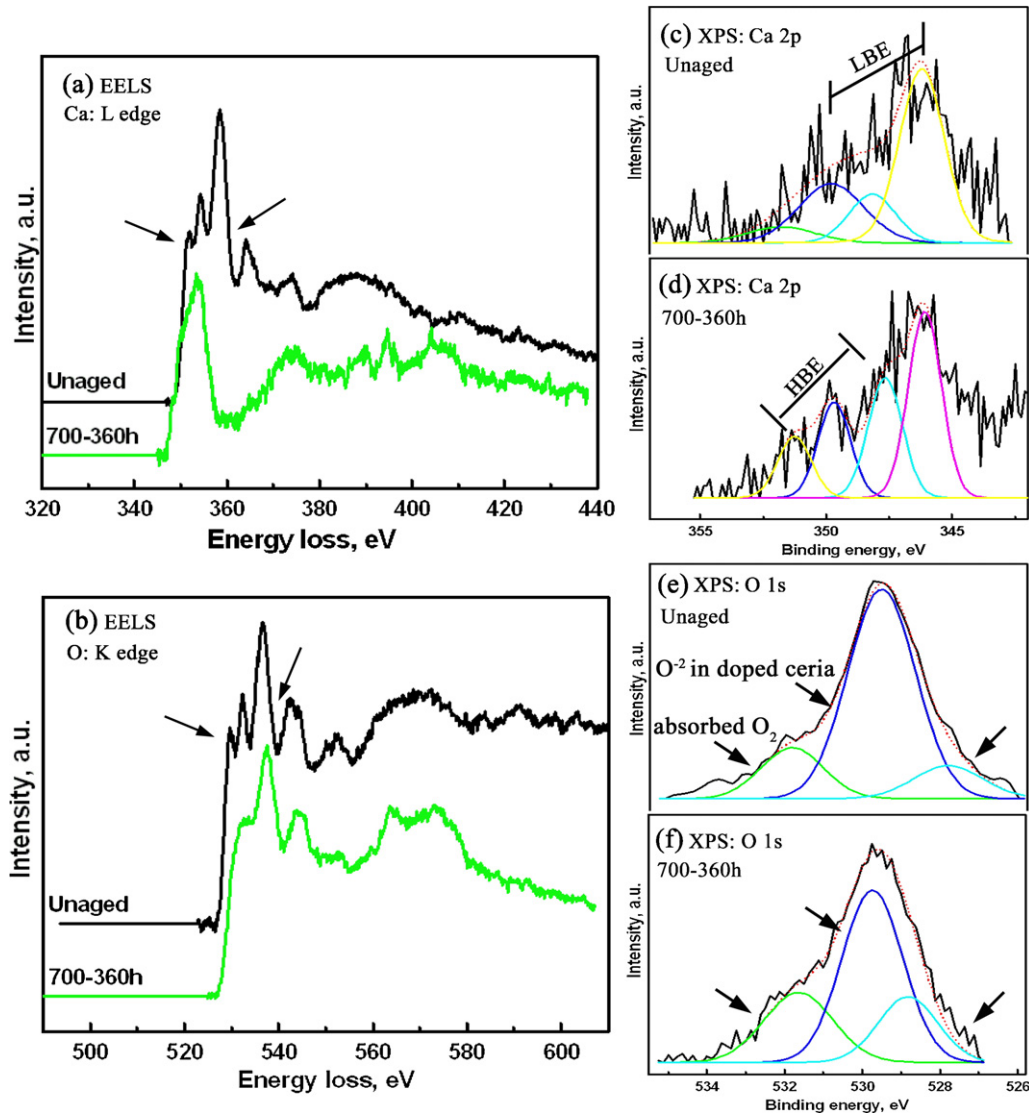 (a) EELS
Ca: L edge
Intensity, a.u.
Unaged
700-360h
320 340 360 380 400 420 440
Energy loss, eV
(b) EELS
O: K edge
Intensity, a.u.
Unaged
700-360h
500 520 540 560 580 600
Energy loss, eV
(c) XPS: Ca 2p
Unaged
LBE
Intensity, a.u.
(d) XPS: Ca 2p
700-360h
HBE
Intensity, a.u.
355 350 345
Binding energy, eV
(e) XPS: O 1s
Unaged
O⁻² in doped ceria
absorbed O₂
Intensity, a.u.
(f) XPS: O 1s
700-360h
Intensity, a.u.
534 532 530 528 526
Binding energy, eV